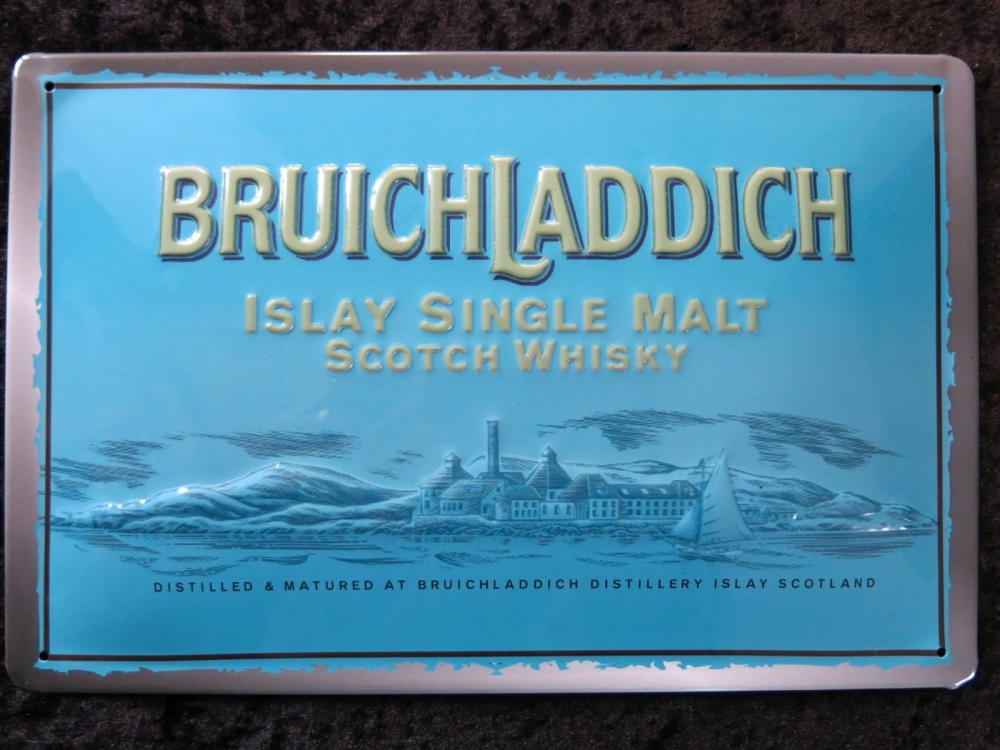 BRUICHLADDICH
ISLAY SINGLE MALT
SCOTCH WHISKY
DISTILLED & MATURED AT BRUICHLADDICH DISTILLERY ISLAY SCOTLAND